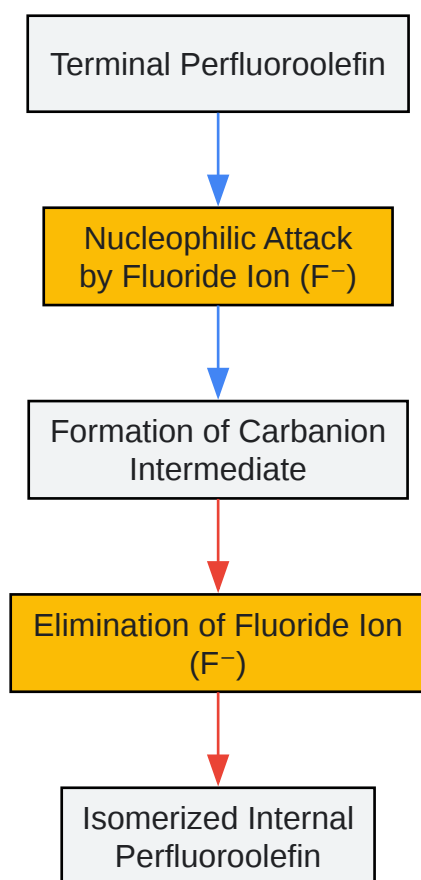 Terminal Perfluoroolefin
Nucleophilic Attack
by Fluoride Ion (F⁻)
Formation of Carbanion
Intermediate
Elimination of Fluoride Ion
(F⁻)
Isomerized Internal
Perfluoroolefin